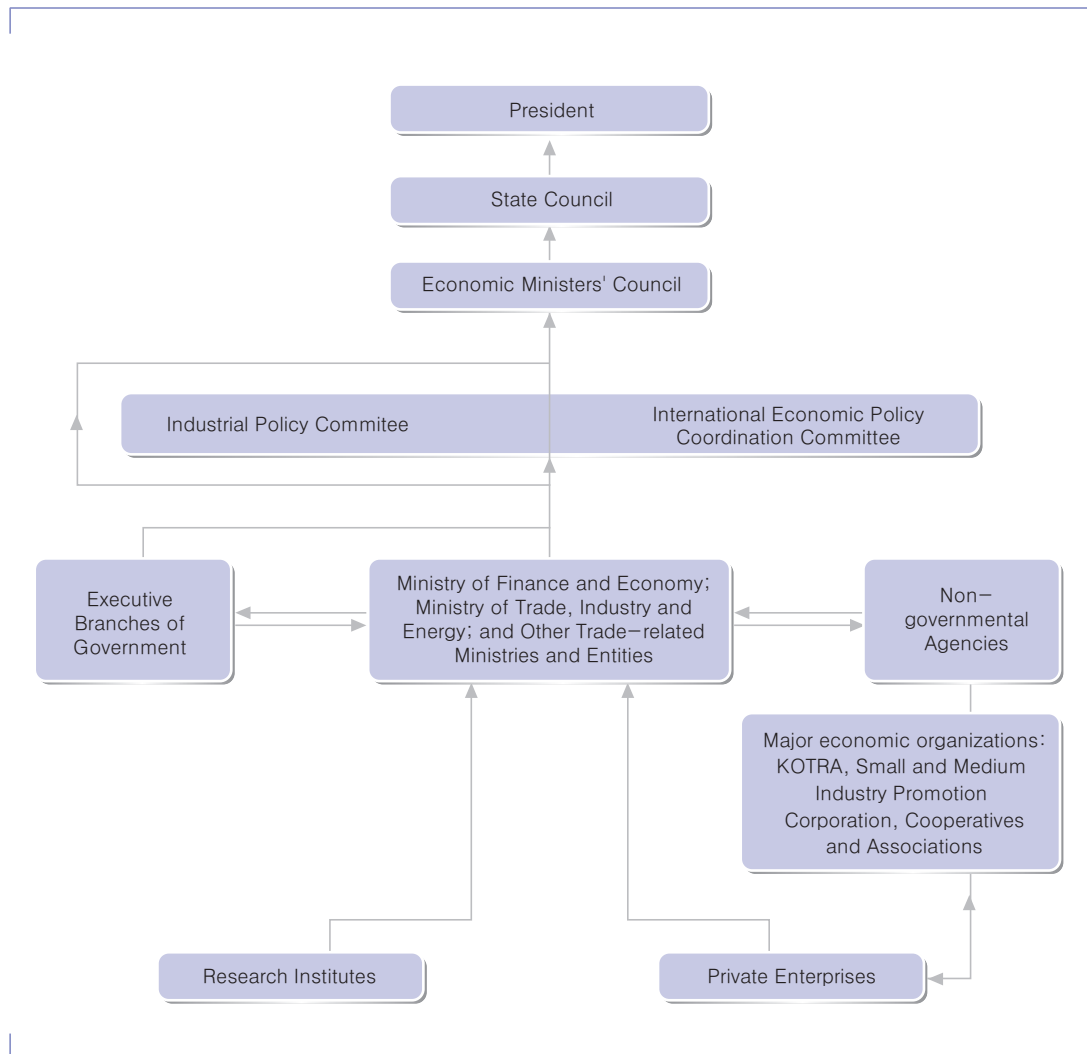 President
State Council
Economic Ministers' Council
Industrial Policy Commitee
International Economic Policy
Coordination Committee
Executive
Branches of
Government
Ministry of Finance and Economy;
Ministry of Trade, Industry and
Energy; and Other Trade-related
Ministries and Entities
Non-
governmental
Agencies
Major economic organizations:
KOTRA, Small and Medium
Industry Promotion
Corporation, Cooperatives
and Associations
Research Institutes
Private Enterprises